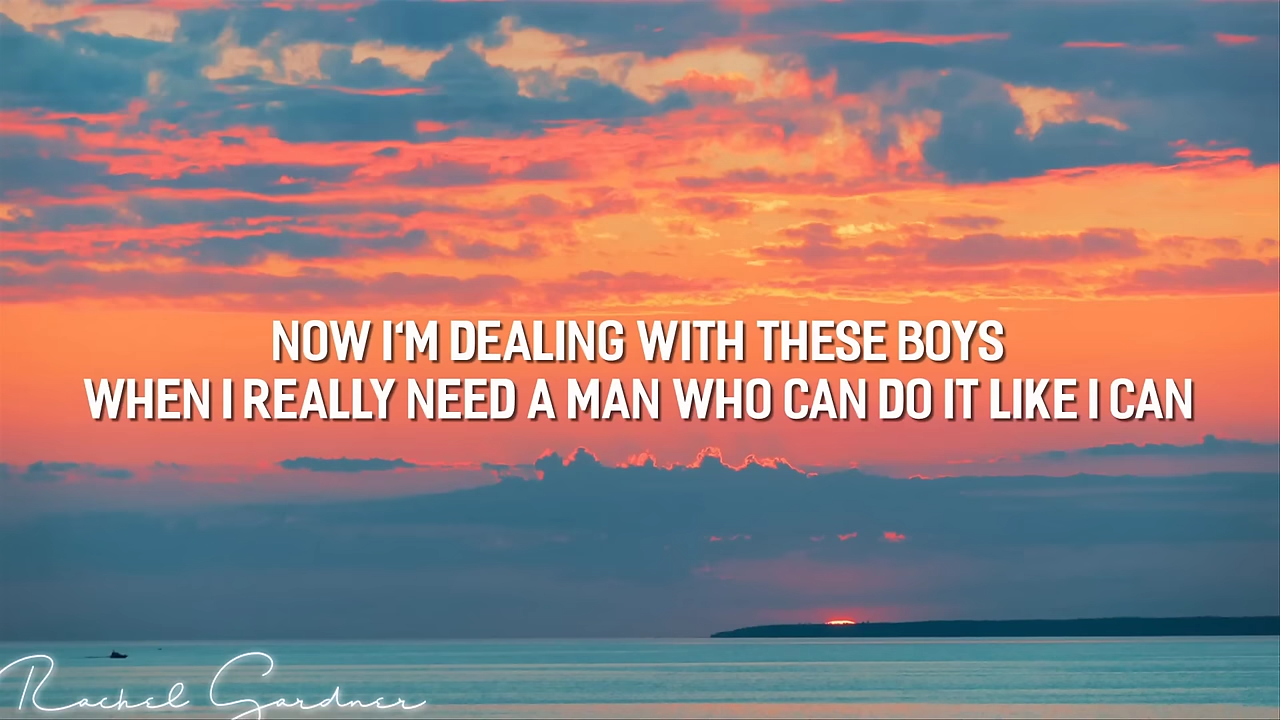 NOW I'M DEALING WITH THESE BOYS
WHEN I REALLY NEED A MAN WHO CAN DO IT LIKE I CAN
Rachel Gardner